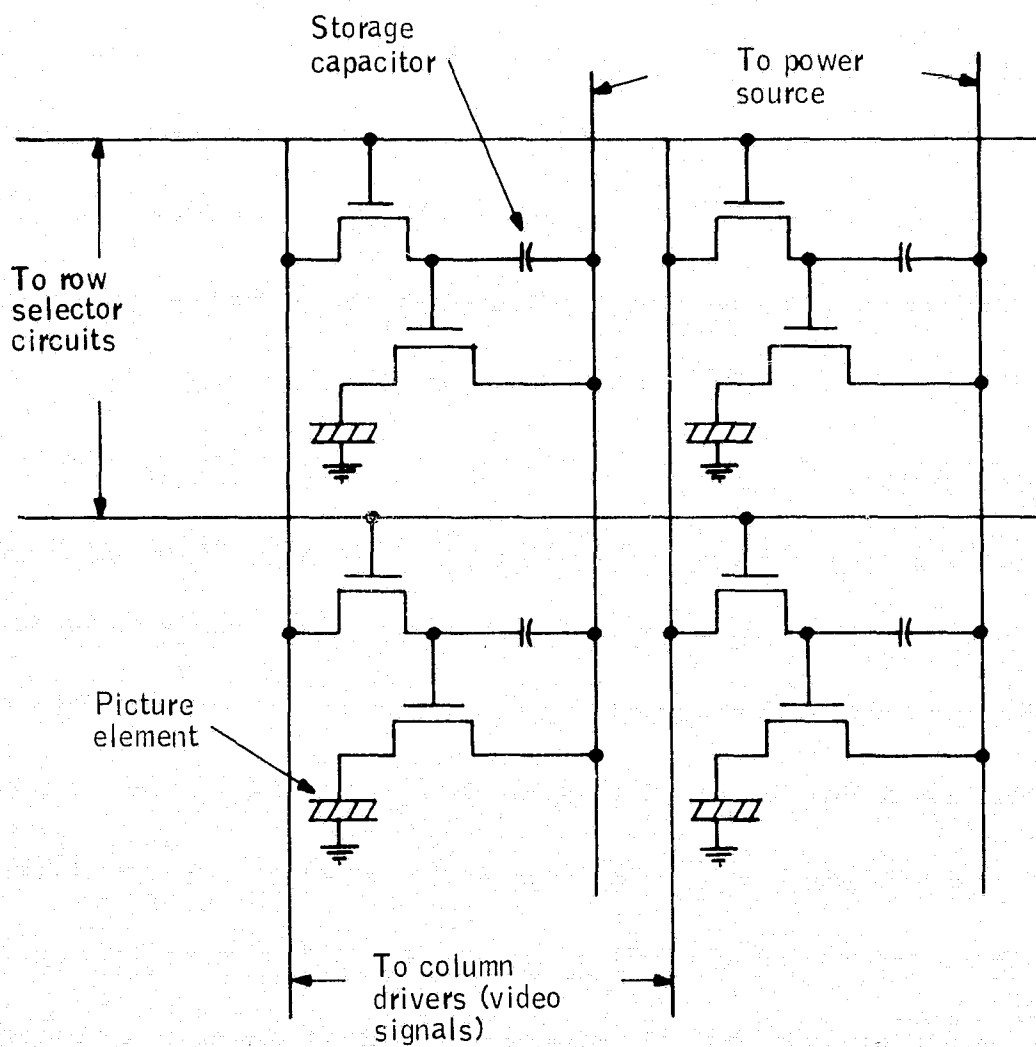 Storage
capacitor
To power
source
To row
selector
circuits
Picture
element
To column
drivers (video
signals)